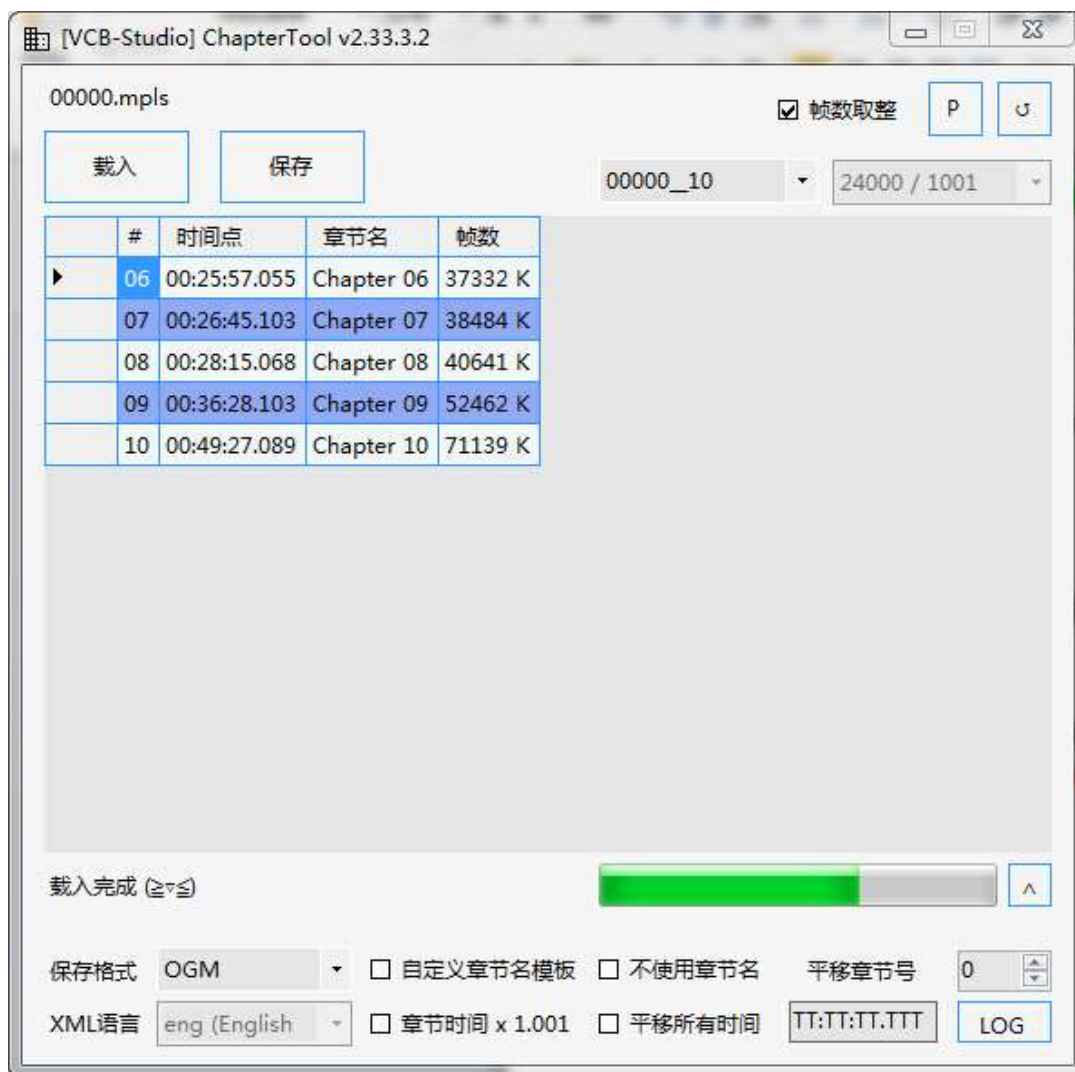 [VCB-Studio] ChapterTool v2.33.3.2
00000.mpls
帧数取整 P ↺
载入 保存
00000__10 24000 / 1001
# 时间点 章节名 帧数
06 00:25:57.055 Chapter 06 37332 K
07 00:26:45.103 Chapter 07 38484 K
08 00:28:15.068 Chapter 08 40641 K
09 00:36:28.103 Chapter 09 52462 K
10 00:49:27.089 Chapter 10 71139 K
载入完成 (≧▽≦) ^
保存格式 OGM 自定义章节名模板 不使用章节名 平移章节号 0
XML语言 eng (English 章节时间 x 1.001 平移所有时间 TT:TT:TT.TTT LOG